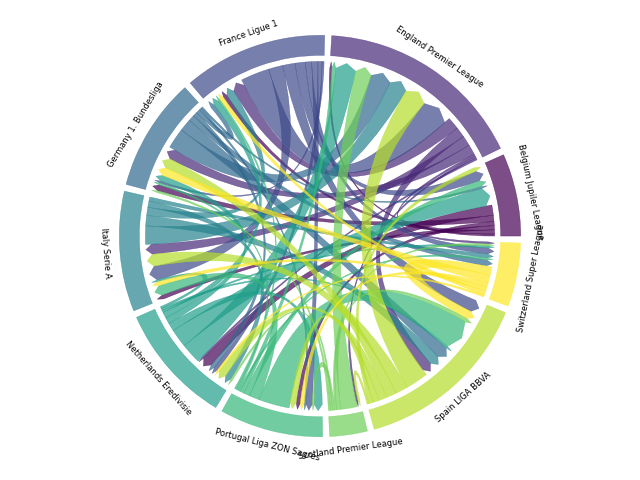 France Ligue 1
England Premier League
Germany 1. Bundesliga
Belgium Jupiler League
Italy Serie A
Switzerland Super League
Netherlands Eredivisie
Spain LIGA BBVA
Portugal Liga ZON Sagres
Scotland Premier League